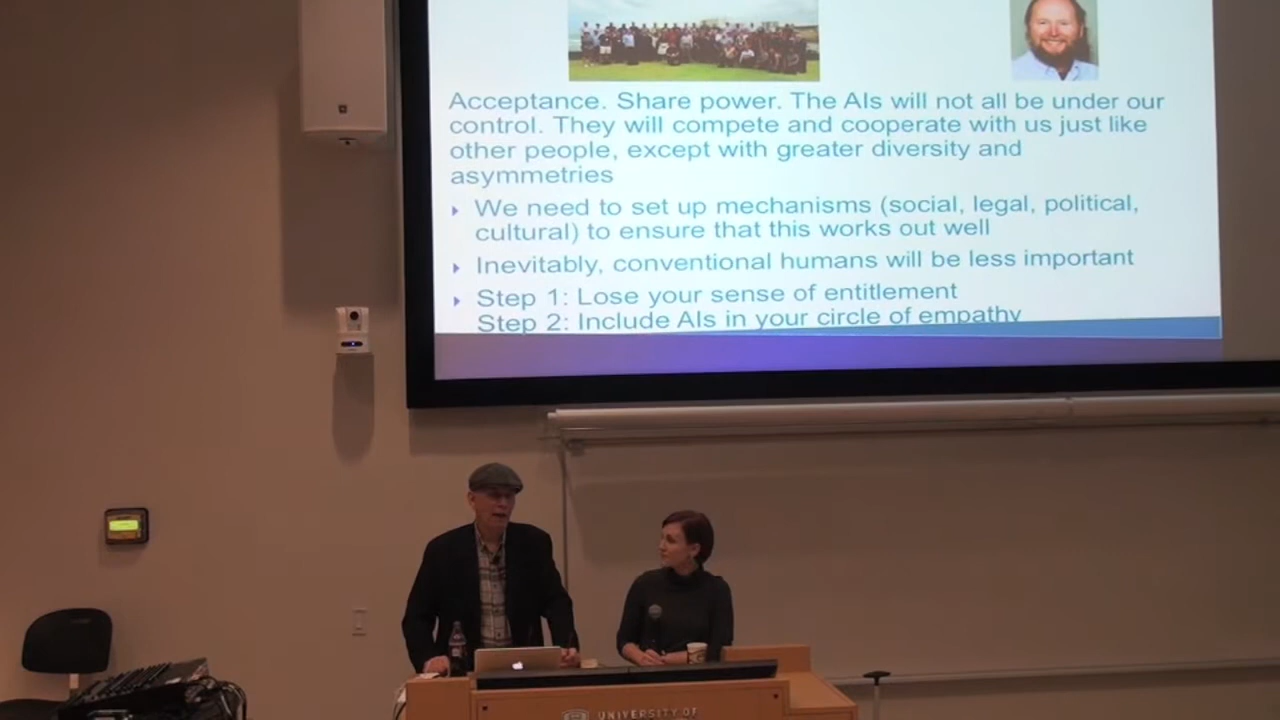 Acceptance. Share power. The AIs will not all be under our
control. They will compete and cooperate with us just like
other people, except with greater diversity and
asymmetries
We need to set up mechanisms (social, legal, political,
cultural) to ensure that this works out well
Inevitably, conventional humans will be less important
Step 1: Lose your sense of entitlement
Step 2: Include AIs in your circle of empathy
UNIVERSITY OF